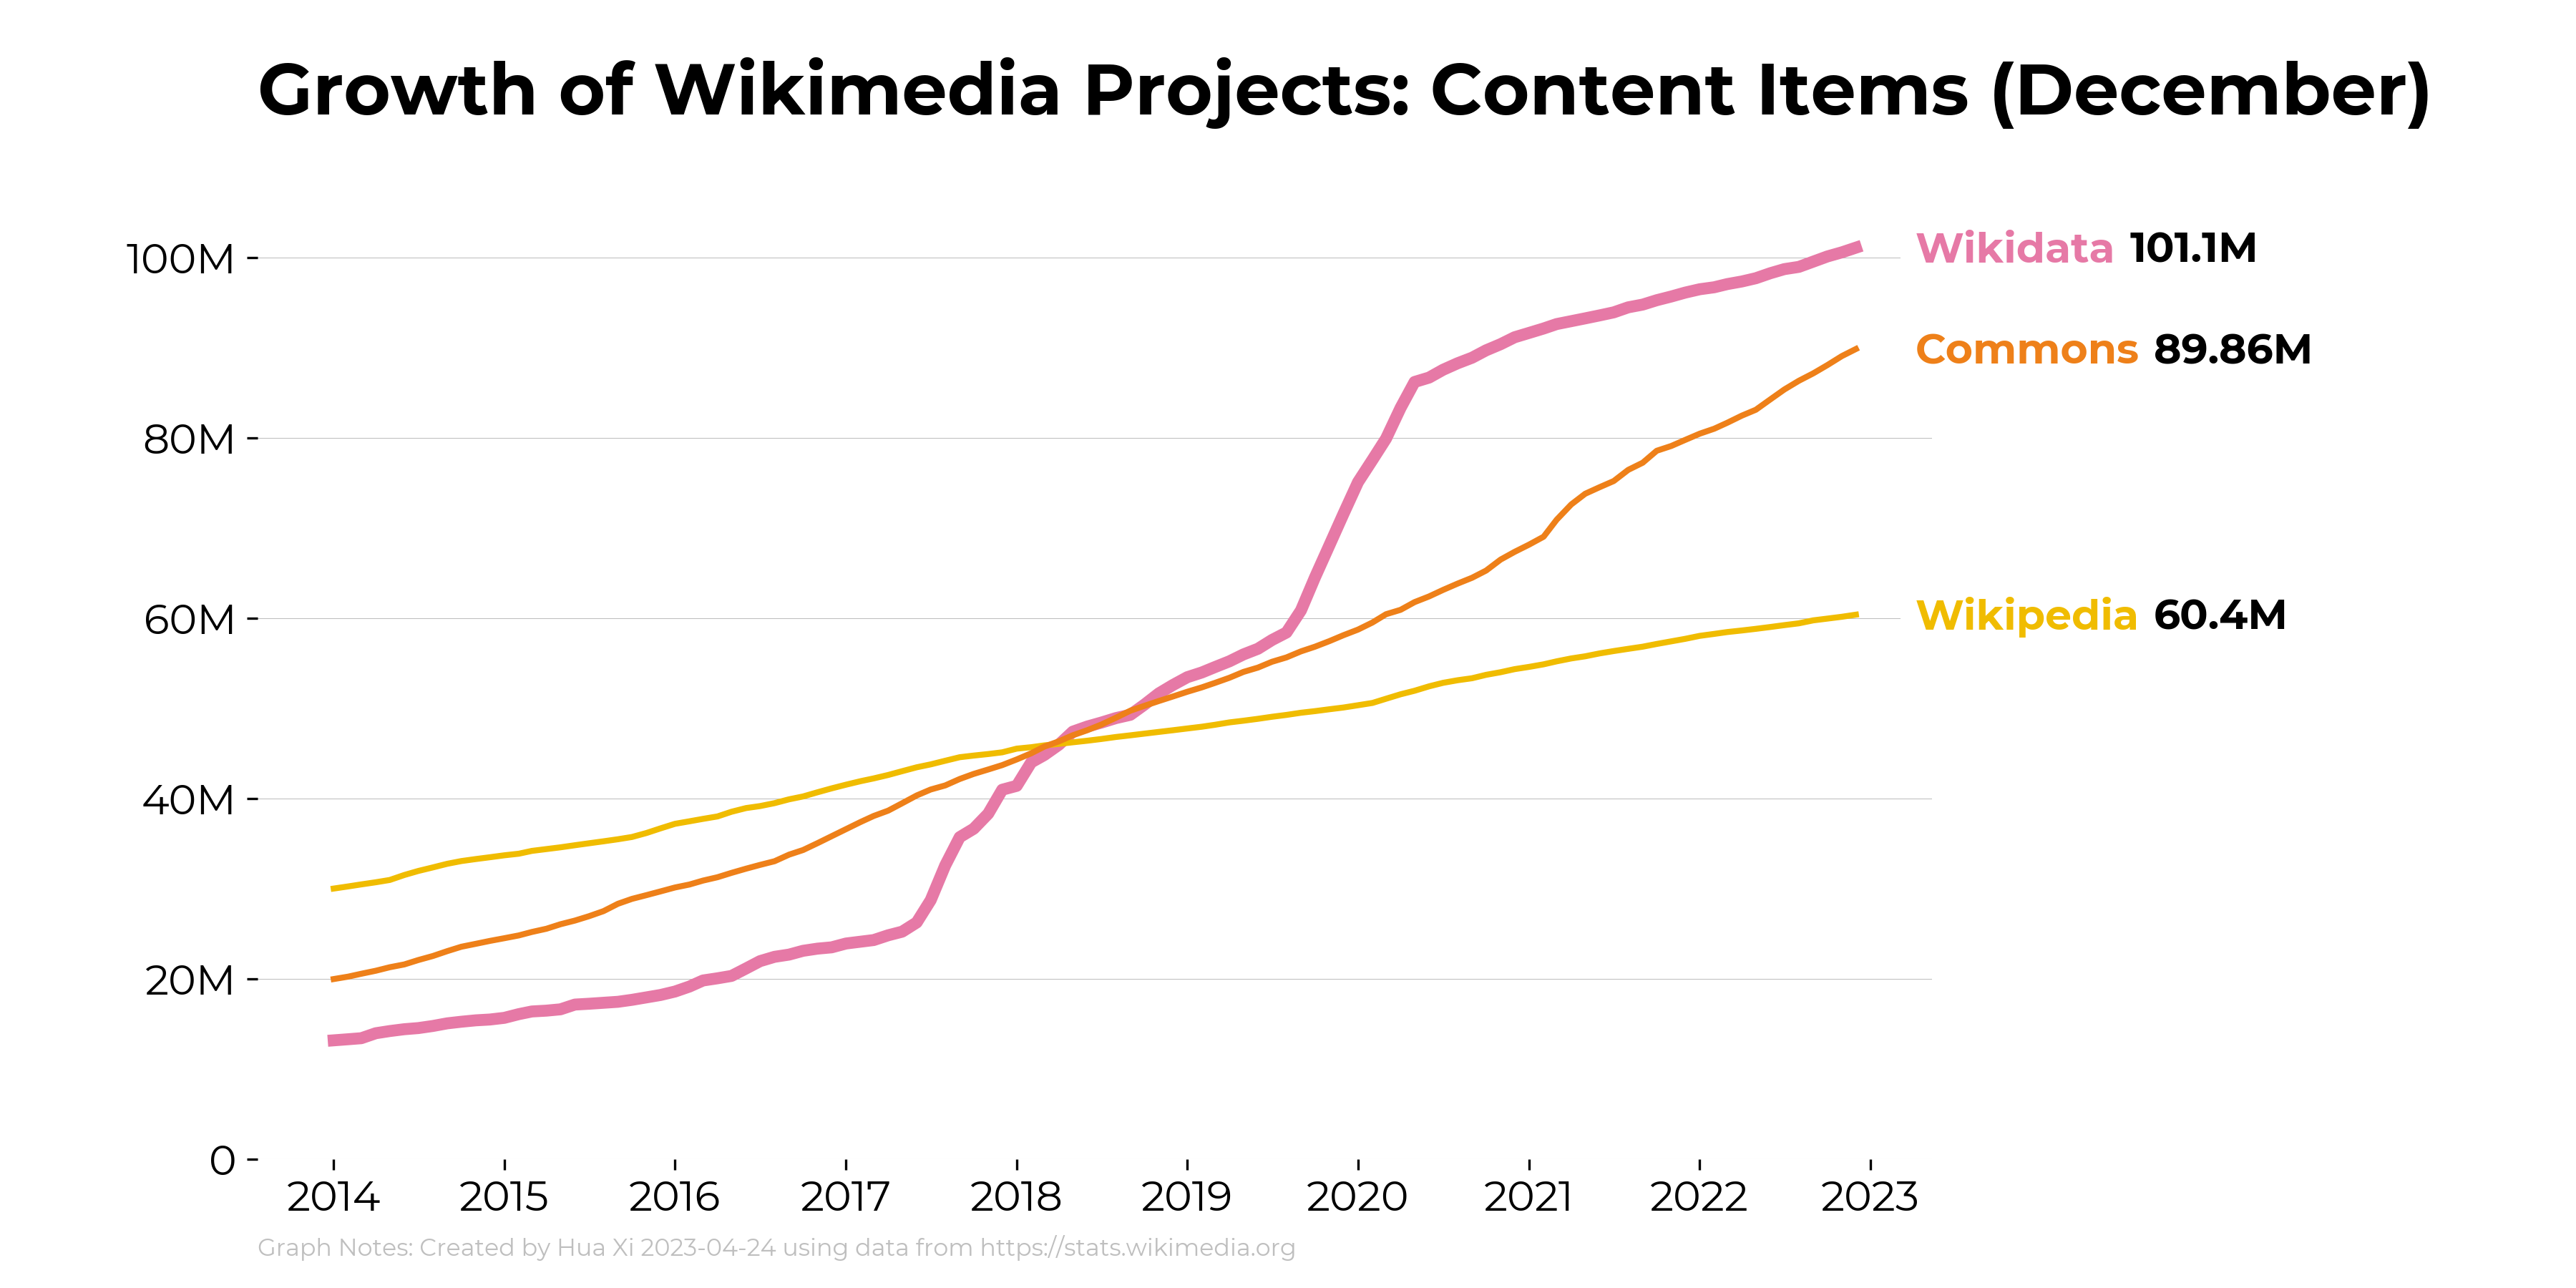 Growth of Wikimedia Projects: Content Items (December)
100M
Wikidata 101.1M
Commons 89.86M
80M
60M
Wikipedia 60.4M
40M
20M
0
2014 2015 2016 2017 2018 2019 2020 2021 2022 2023
Graph Notes: Created by Hua Xi 2023-04-24 using data from https://stats.wikimedia.org